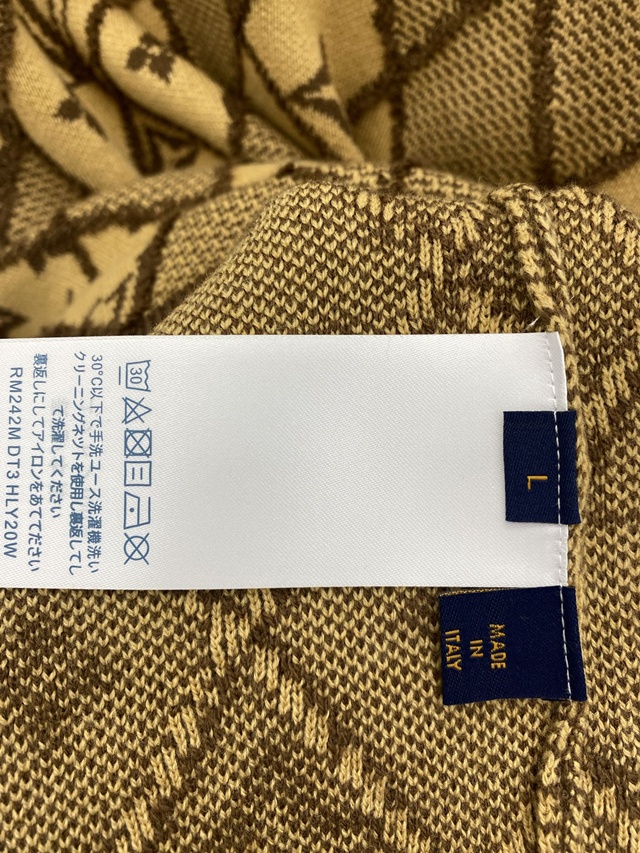 30
30°C以下で手洗ユース洗濯機洗い
クリーニングネットを使用し裏返してし
て洗濯してください
裏返しにしてアイロンをあててください
RM242M DT3 HLY20W
L
MADE
IN
ITALY